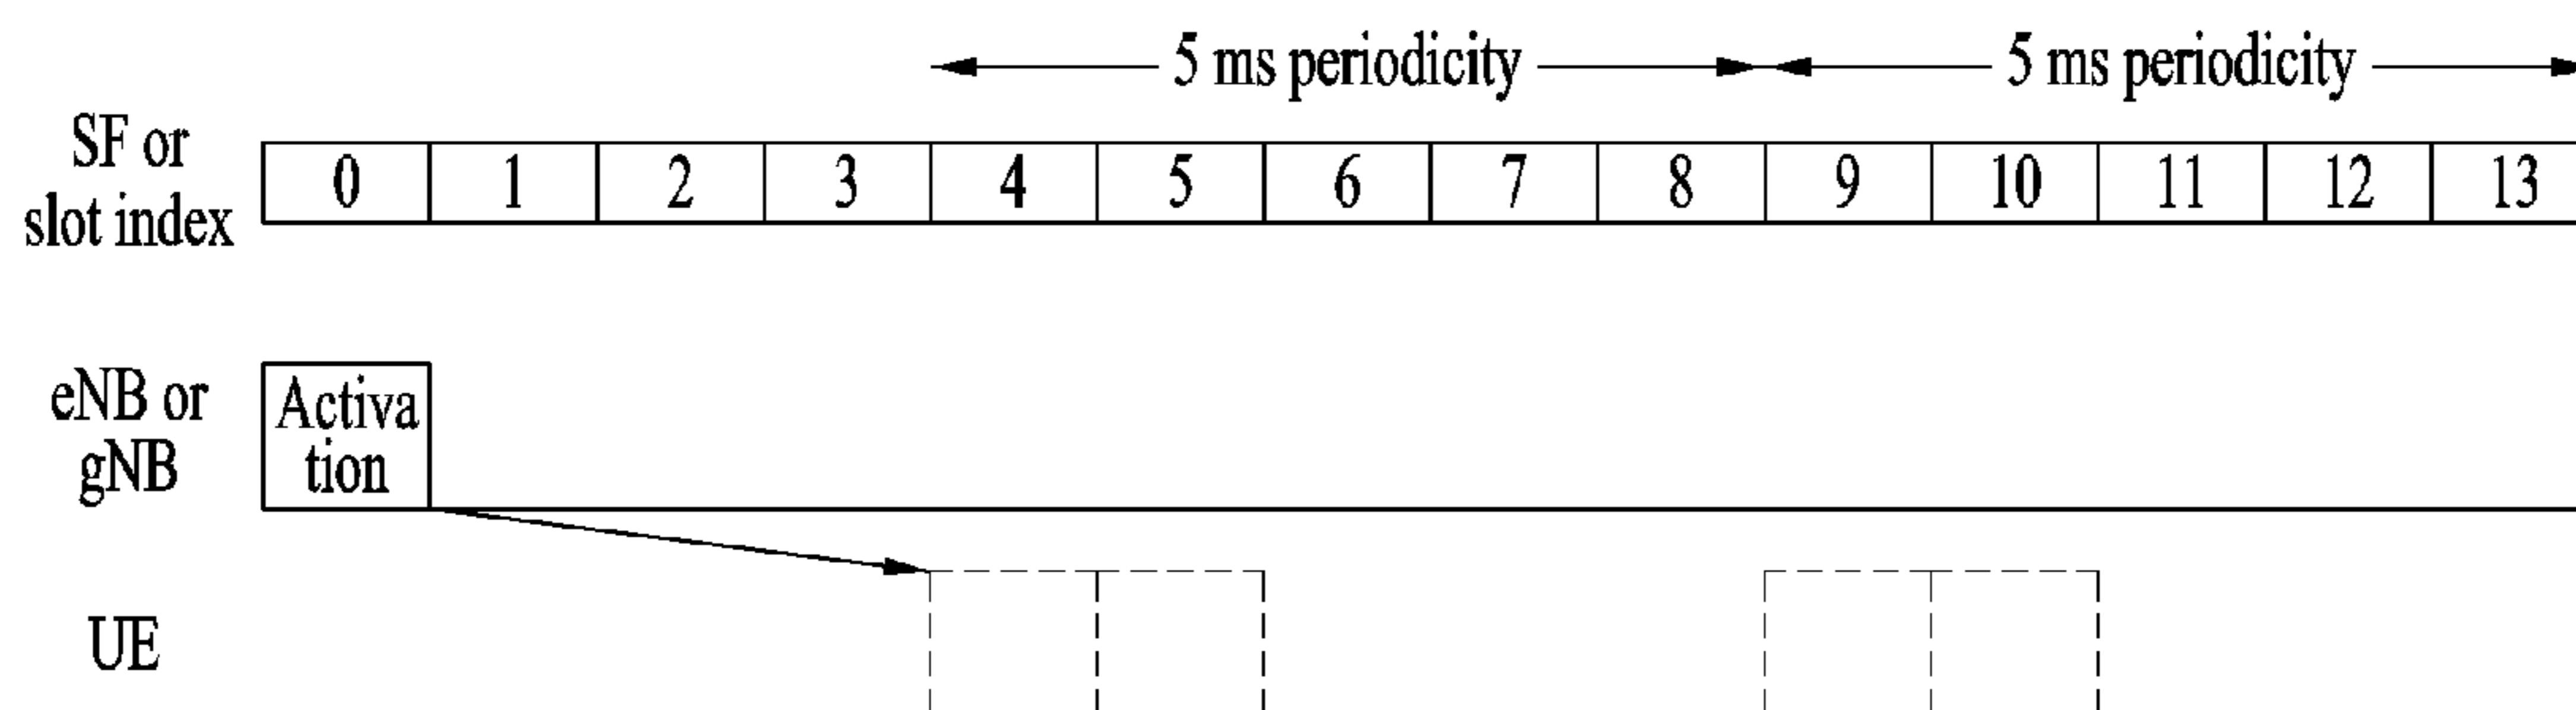 5 ms periodicity 5 ms periodicity
SF or
slot index
0 1 2 3 4 5 6 7 8 9 10 11 12 13
eNB or
gNB
Activa
tion
UE